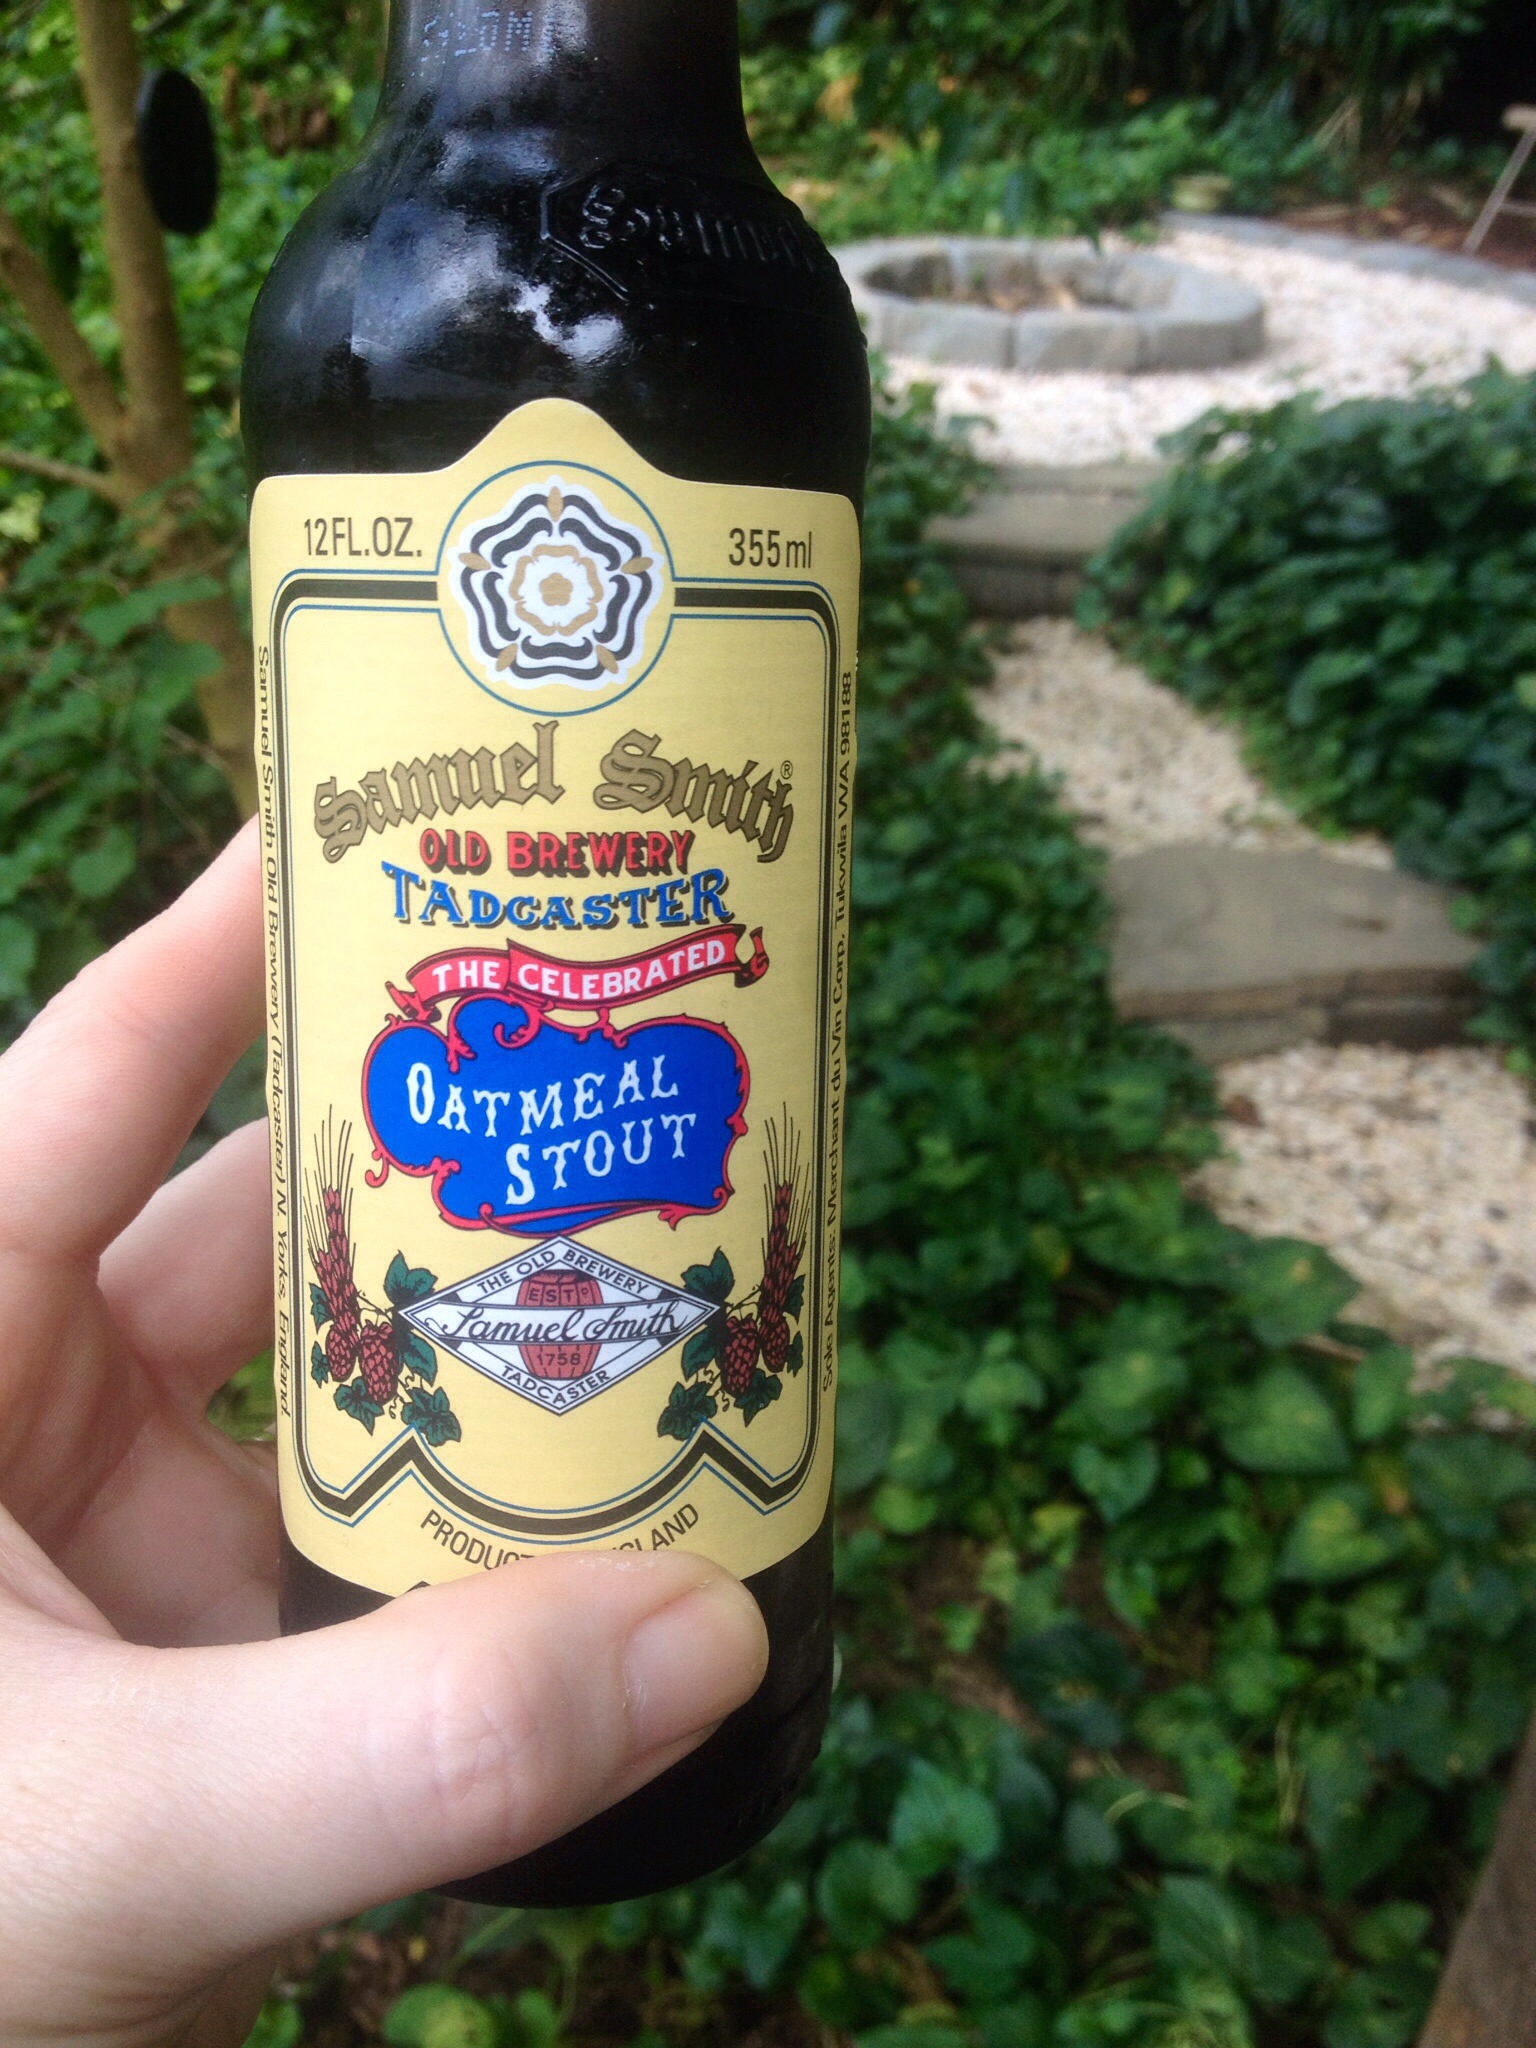 12FL.OZ.
355ml
Samuel Smith®
OLD BREWERY
TADCASTER
THE CELEBRATED
OATMEAL
STOUT
THE OLD BREWERY
ESTD
Samuel Smith
1758
TADCASTER
Samuel Smith Old Brewery (Tadcaster) N. Yorks, England.
Sole Agents: Merchant du Vin Corp. Tukwila WA 98188